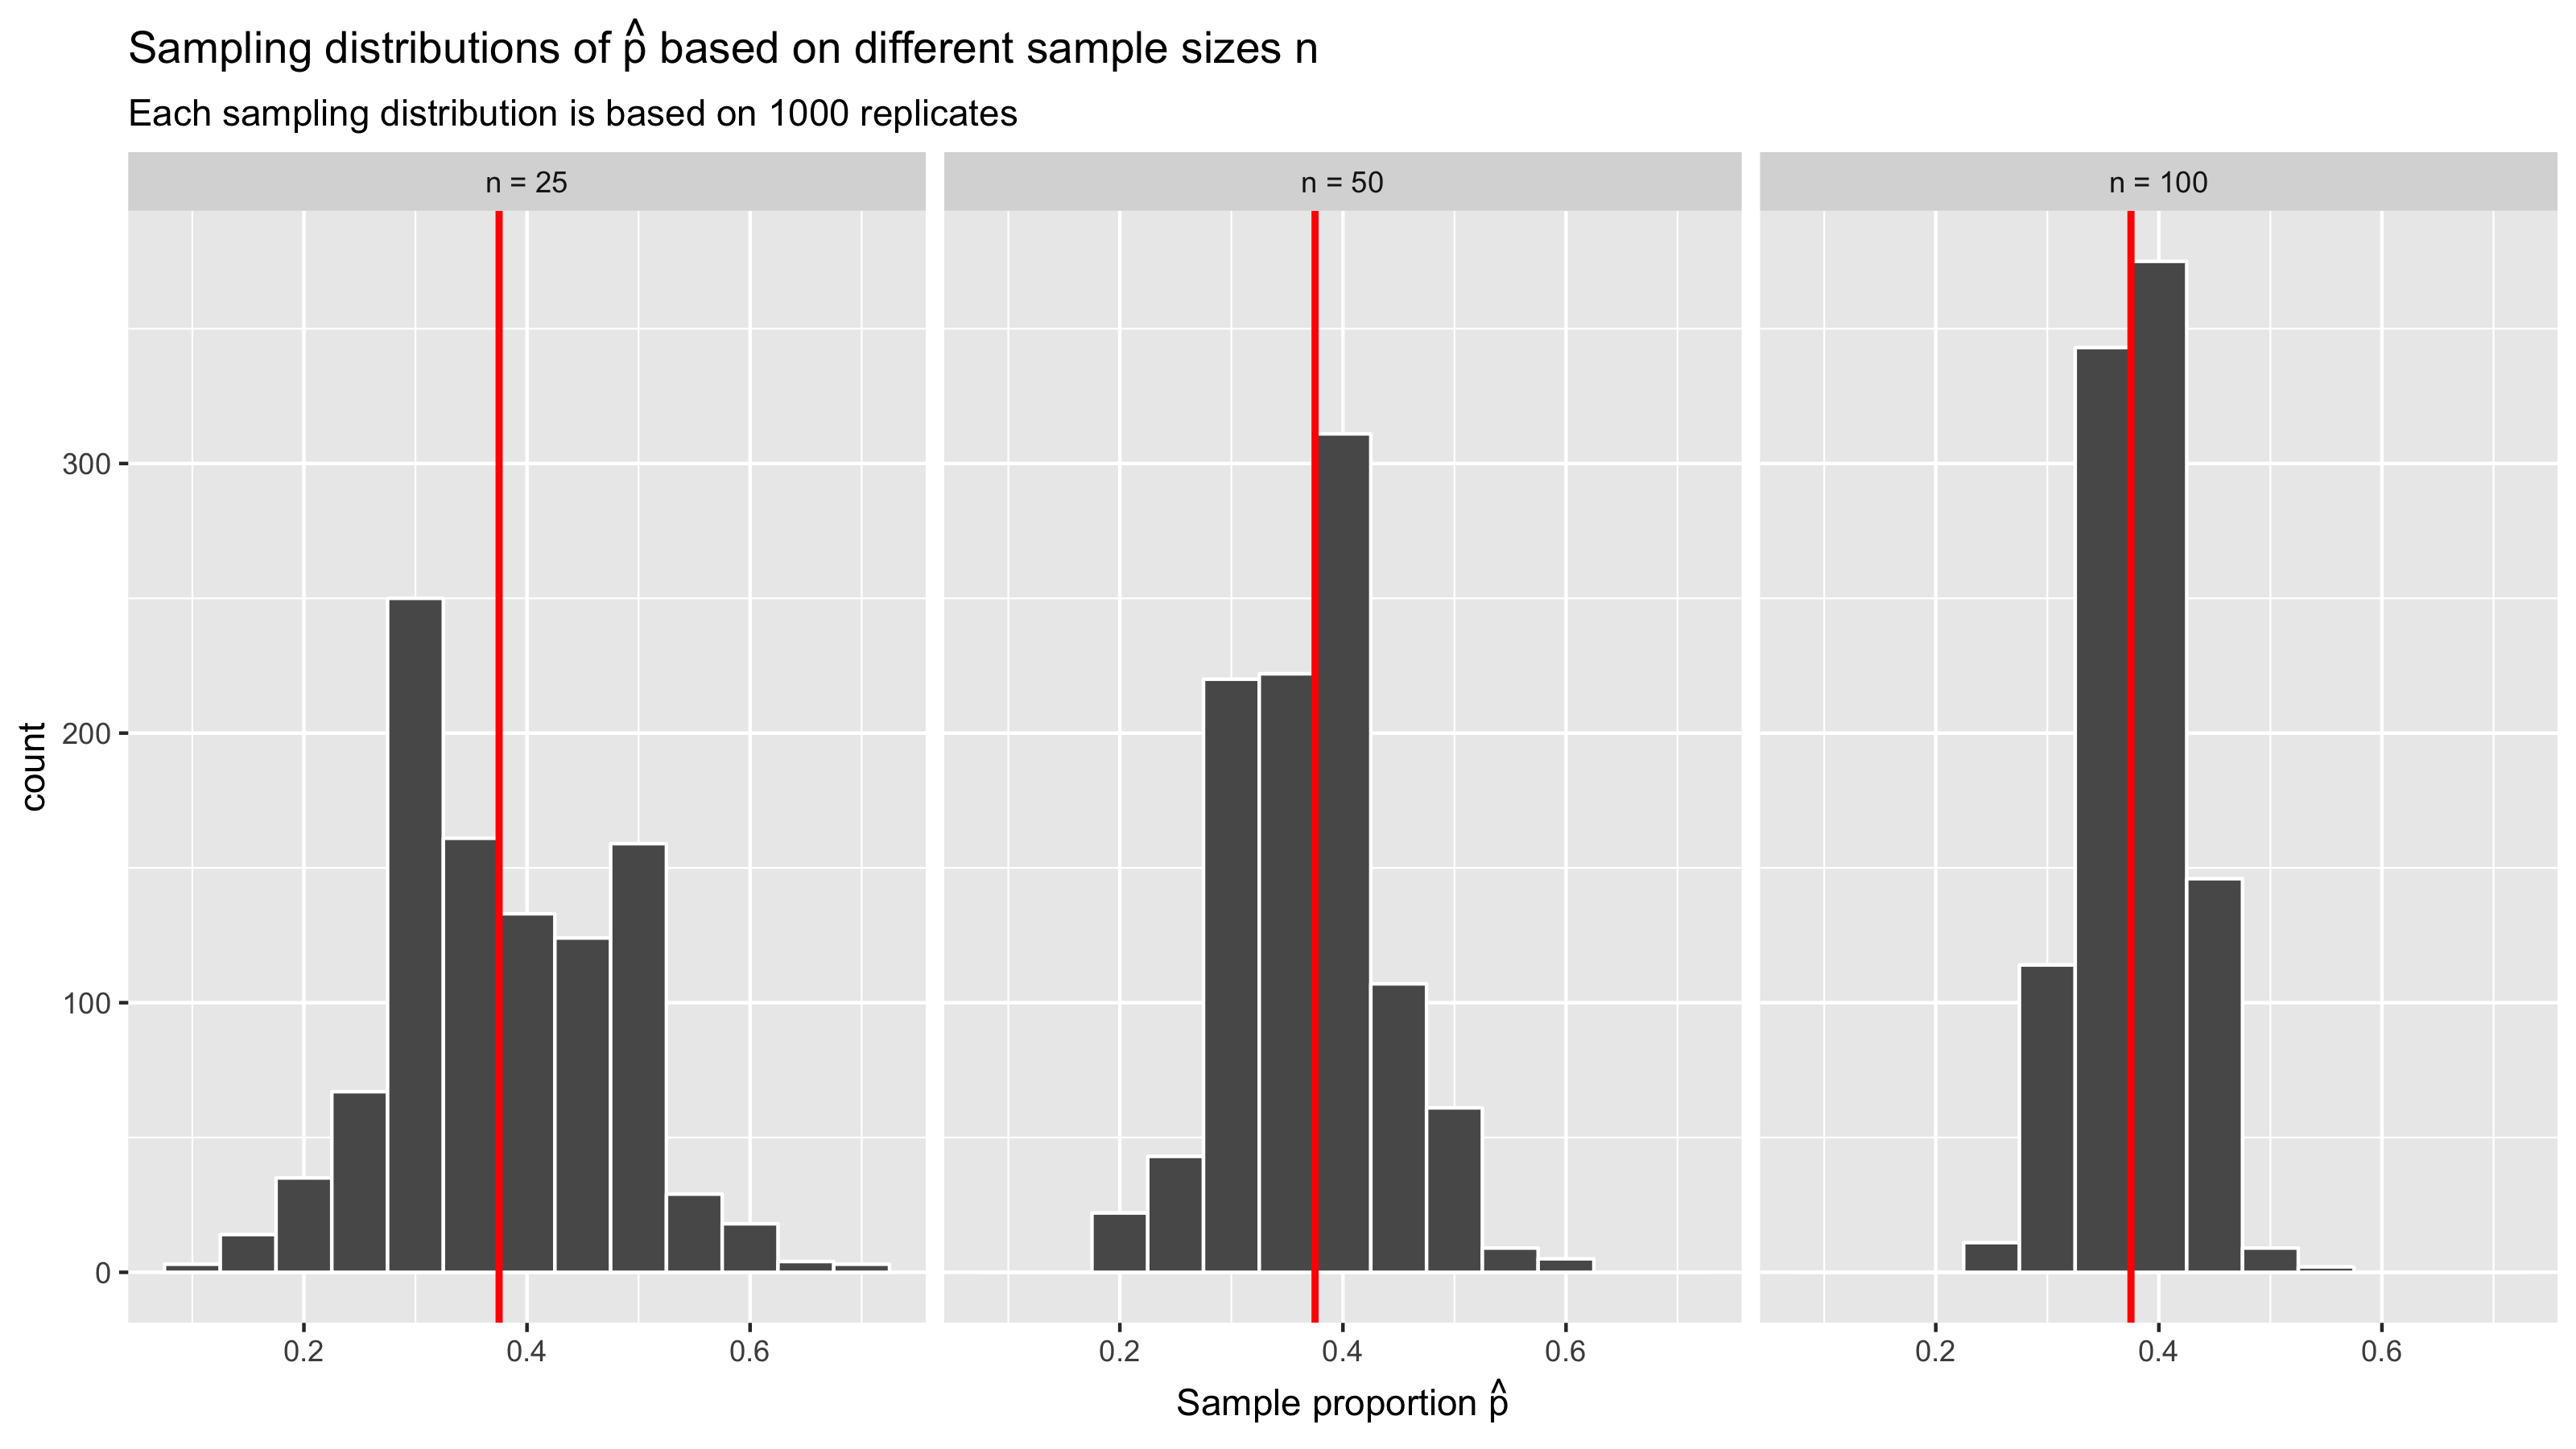 Sampling distributions of p̂ based on different sample sizes n
Each sampling distribution is based on 1000 replicates
n = 25
n = 50
n = 100
count
300
200
100
0
0.2 0.4 0.6
0.2 0.4 0.6
0.2 0.4 0.6
Sample proportion p̂